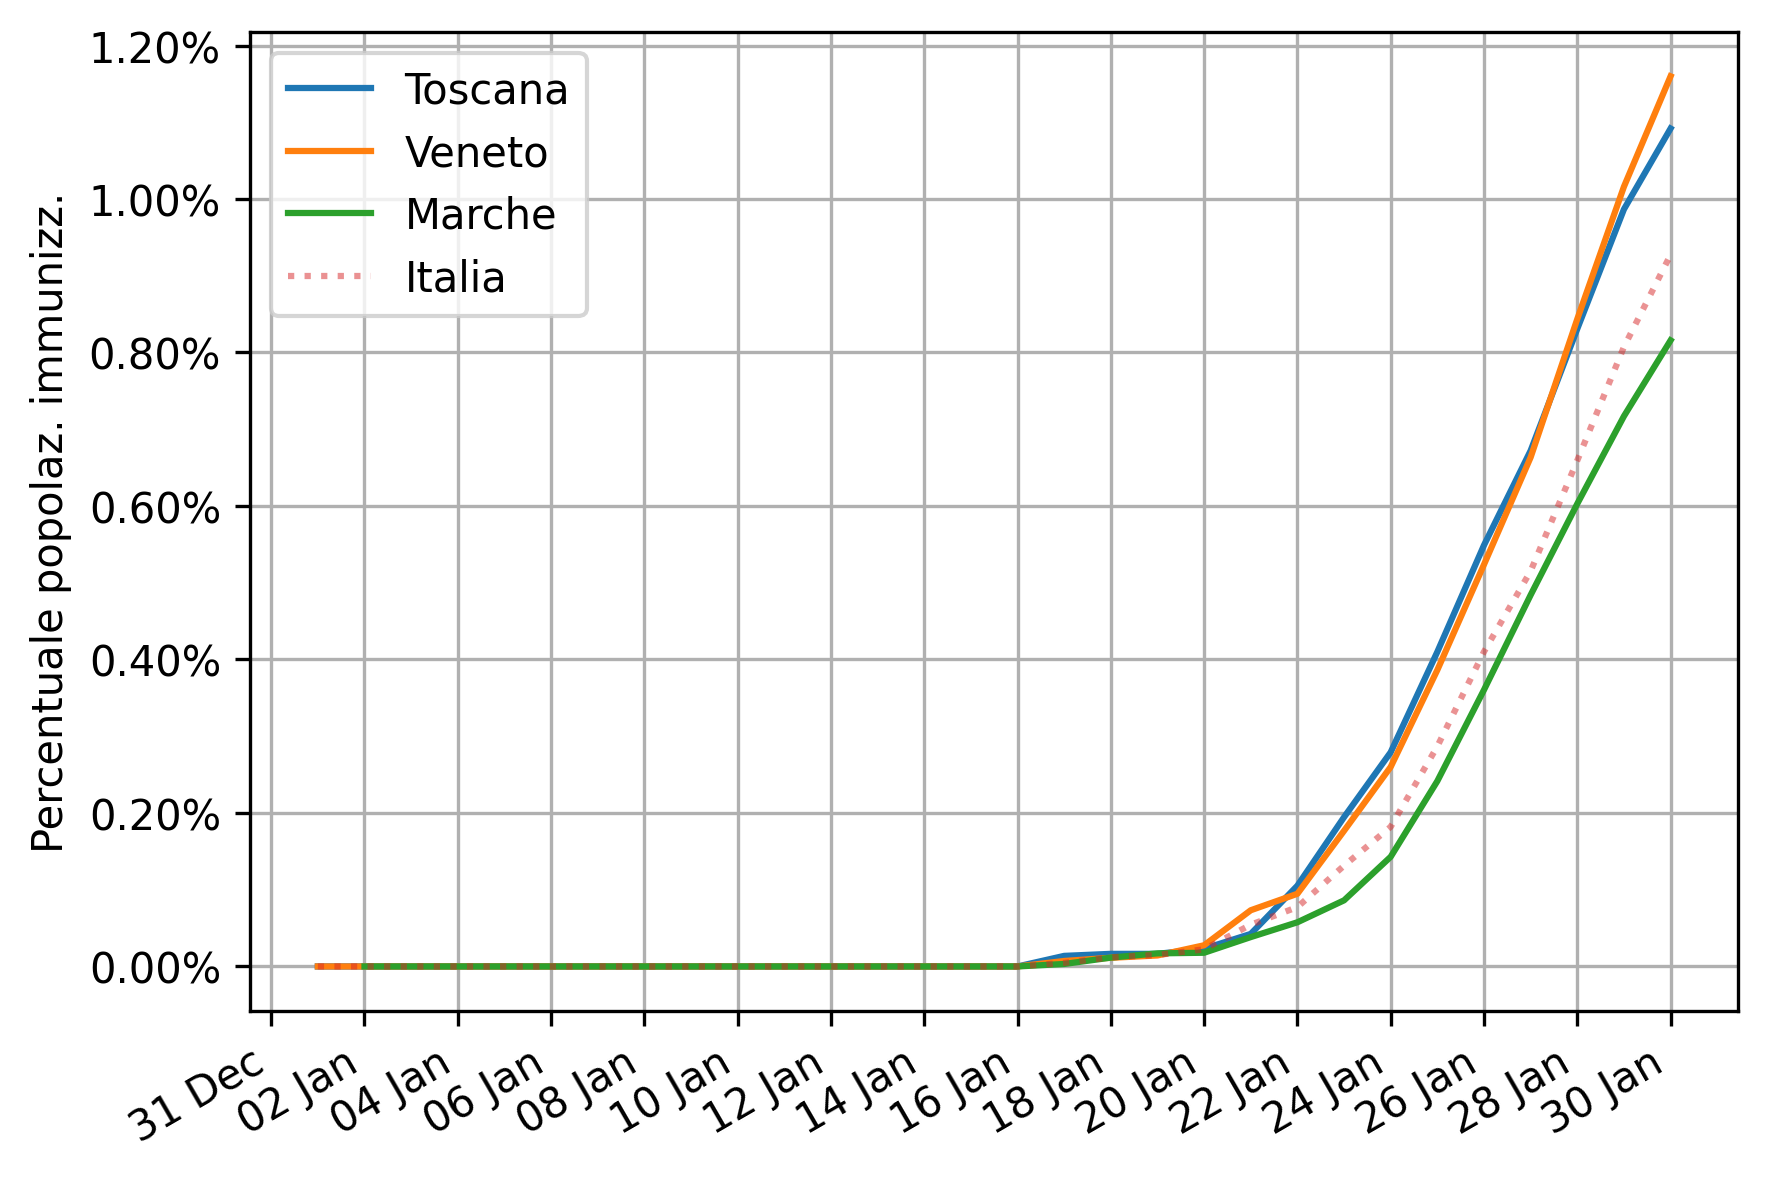 1.20%
1.00%
0.80%
0.60%
0.40%
0.20%
0.00%
Percentuale popolaz. immunizz.
Toscana
Veneto
Marche
Italia
31 Dec
02 Jan
04 Jan
06 Jan
08 Jan
10 Jan
12 Jan
14 Jan
16 Jan
18 Jan
20 Jan
22 Jan
24 Jan
26 Jan
28 Jan
30 Jan